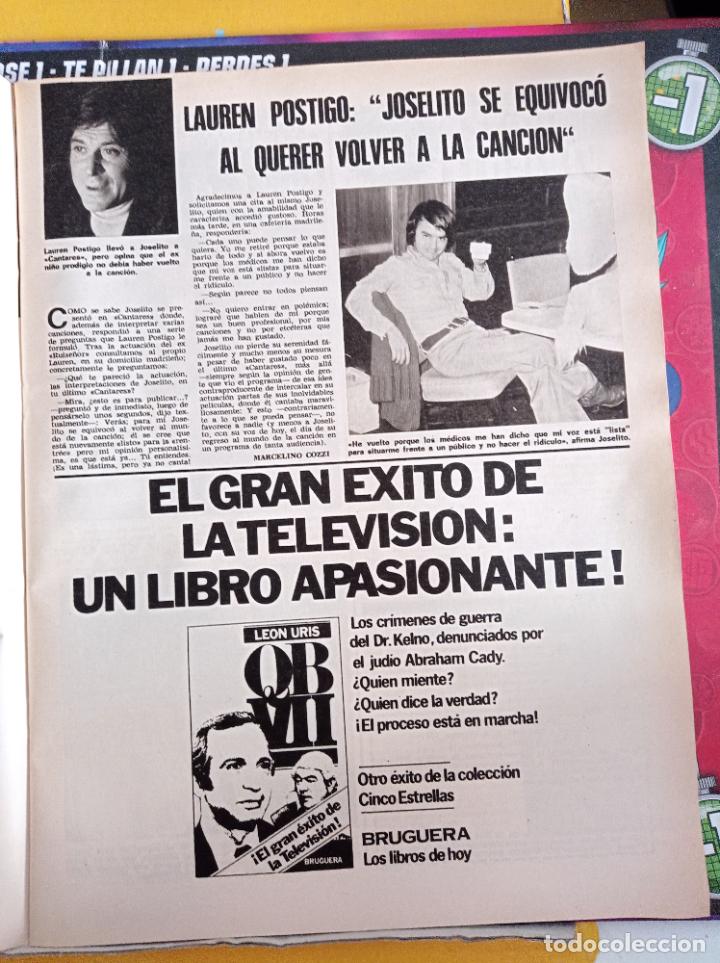 OSE 1 - TE PILLAN 1 - PERDES 1
-1
LAUREN POSTIGO: “JOSELITO SE EQUIVOCÓ
AL QUERER VOLVER A LA CANCION“
Lauren Postigo llevó a Joselito a
«Cantares», pero opina que el ex
niño prodigio no debía haber vuelto
a la canción.
COMO se sabe Joselito se pre-
sentó en «Cantares» donde,
además de interpretar varias
canciones, respondió a una serie
de preguntas que Lauren Postigo le
formuló. Tras la actuación del ex
«Ruiseñor» consultamos al propio
Lauren, en su domicilio madrileño;
concretamente le preguntamos:
—¿Qué te pareció la actuación,
las interpretaciones de Joselito, en
tu último «Cantares»?
—Mira, ¿esto es para publicar...?
—preguntó y de inmediato, luego de
pensárselo unos segundos, dijo tex-
tualmente—: Verás; para mí Jose-
lito se equivocó al volver al mun-
do de la canción; él se cree que
está nuevamente «listo para la «ren-
trée» pero mi opinión personalísi-
ma, es que está ya... Tú entiendes.
¡Es una lástima, pero ya no canta!
Agradecimos a Lauren Postigo y
solicitamos una cita al mismo Jose-
lito, quien con la amabilidad que le
caracteriza accedió gustoso. Horas
más tarde, en una cafetería madrile-
ña, respondería:
—Cada uno puede pensar lo que
quiera. Yo me retiré porque estaba
harto de todo y si ahora vuelvo es
porque los médicos me han dicho
que mi voz está «lista» para situar-
me frente a un público y no hacer
el ridículo.
—Según parece no todos piensan
así...
—No quiero entrar en polémica;
lograré que hablen de mí porque
sea un buen profesional, por mis
canciones y no por etcéteras que
jamás me han gustado.
Joselito no pierde su serenidad fá-
cilmente y mucho menos su mesura
a pesar de haber gustado poco en
el último «Cantares», más allá
—siempre según la opinión de gen-
te que vio el programa— de esa idea
contraproducente de intercalar en su
actuación partes de sus inolvidables
películas, donde él cantaba maravi-
llosamente: Y esto —contrariamen-
te a lo que se pueda pensar—, no
favorece a nadie (y menos a Joseli-
to, con su voz de hoy, el día de su
regreso al mundo de la canción en
un programa de tanta audiencia).
MARCELINO COZZI
«He vuelto porque los médicos me han dicho que mi voz está "lista"
para situarme frente a un público y no hacer el ridículo», afirma Joselito.
EL GRAN EXITO DE
LA TELEVISION:
UN LIBRO APASIONANTE!
LEON URIS
QB
VII
¡El gran éxito de
la Televisión!
BRUGUERA
Los crimenes de guerra
del Dr. Kelno, denunciados por
el judio Abraham Cady.
¿Quien miente?
¿Quien dice la verdad?
¡El proceso está en marcha!
Otro éxito de la colección
Cinco Estrellas
BRUGUERA
Los libros de hoy
todocoleccion
todocoleccion.net